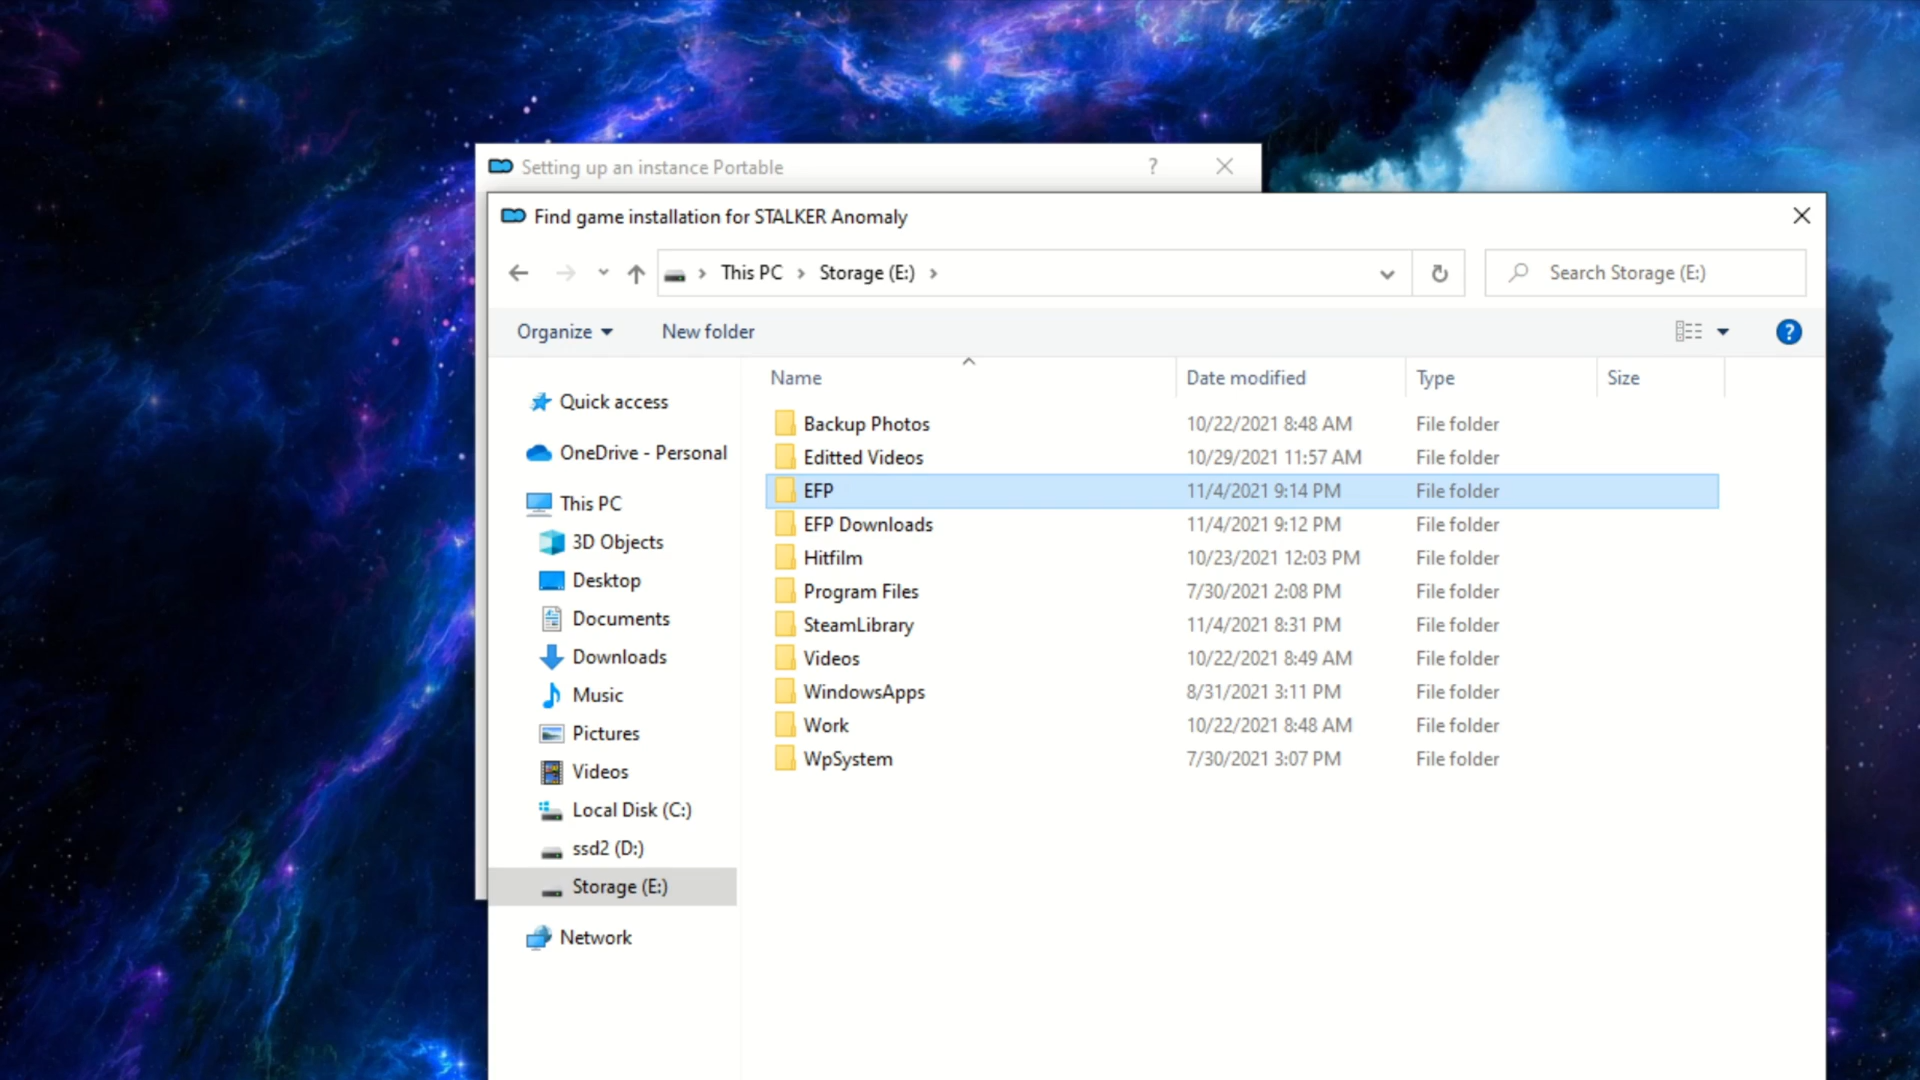 Setting up an instance Portable
?
Find game installation for STALKER Anomaly
This PC Storage (E:)
Search Storage (E:)
Organize New folder
?
Name Date modified Type Size
Quick access
OneDrive - Personal
This PC
3D Objects
Desktop
Documents
Downloads
Music
Pictures
Videos
Local Disk (C:)
ssd2 (D:)
Storage (E:)
Network
Backup Photos 10/22/2021 8:48 AM File folder
Editted Videos 10/29/2021 11:57 AM File folder
EFP 11/4/2021 9:14 PM File folder
EFP Downloads 11/4/2021 9:12 PM File folder
Hitfilm 10/23/2021 12:03 PM File folder
Program Files 7/30/2021 2:08 PM File folder
SteamLibrary 11/4/2021 8:31 PM File folder
Videos 10/22/2021 8:49 AM File folder
WindowsApps 8/31/2021 3:11 PM File folder
Work 10/22/2021 8:48 AM File folder
WpSystem 7/30/2021 3:07 PM File folder